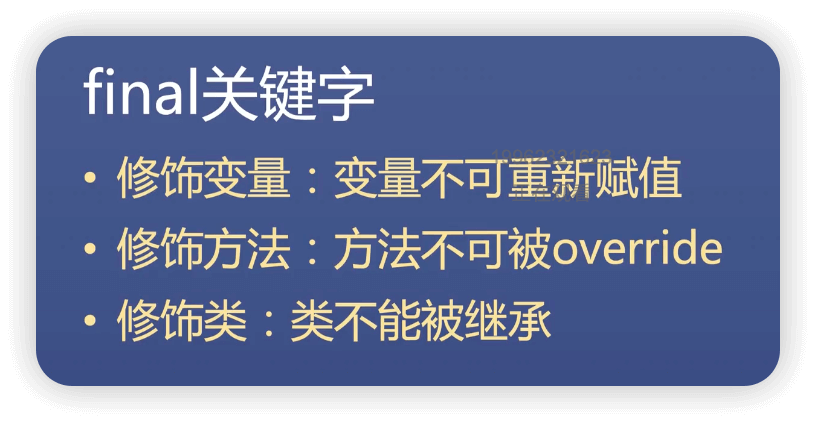 final关键字
• 修饰变量：变量不可重新赋值
• 修饰方法：方法不可被override
• 修饰类：类不能被继承